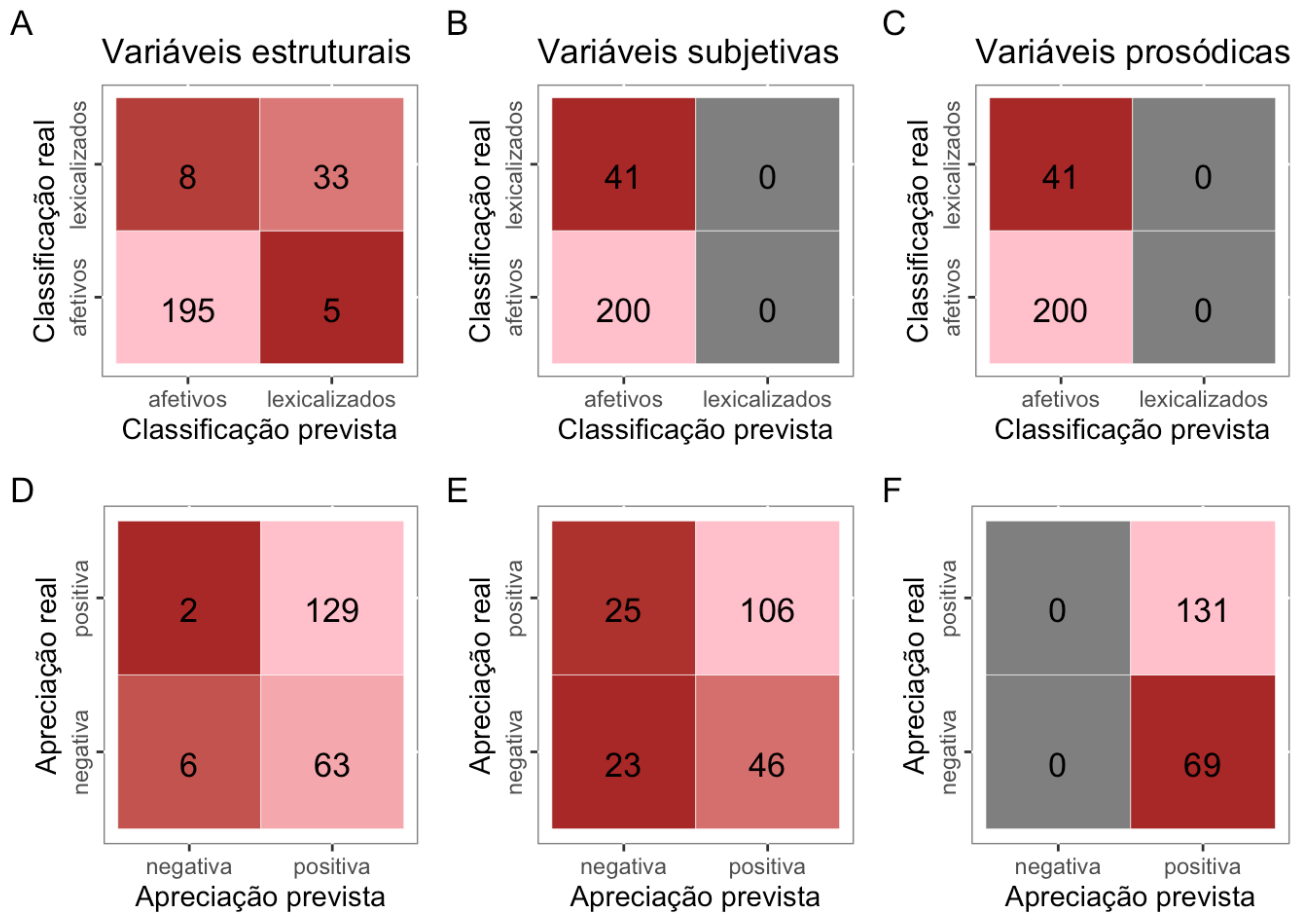 A
Variáveis estruturais
Classificação real
lexicalizados
afetivos
8
33
195
5
afetivos
lexicalizados
Classificação prevista
B
Variáveis subjetivas
Classificação real
lexicalizados
afetivos
41
0
200
0
afetivos
lexicalizados
Classificação prevista
C
Variáveis prosódicas
Classificação real
lexicalizados
afetivos
41
0
200
0
afetivos
lexicalizados
Classificação prevista
D
Apreciação real
positiva
negativa
2
129
6
63
negativa
positiva
Apreciação prevista
E
Apreciação real
positiva
negativa
25
106
23
46
negativa
positiva
Apreciação prevista
F
Apreciação real
positiva
negativa
0
131
0
69
negativa
positiva
Apreciação prevista